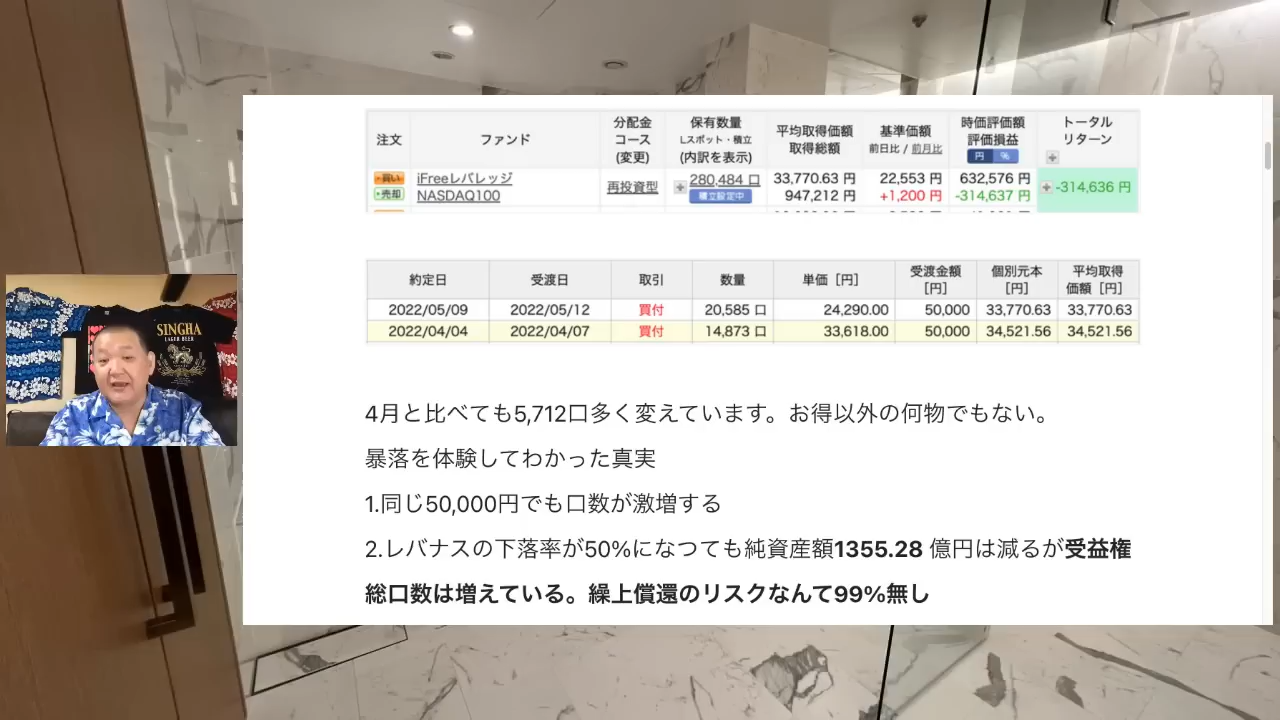 注文
ファンド
分配金
コース
(変更)
保有数量
Lスポット・積立
(内訳を表示)
平均取得価額
取得総額
基準価額
前日比 / 前月比
時価評価額
評価損益
円 %
トータル
リターン
買い
売却
iFreeレバレッジ
NASDAQ100
再投資型
280,484 口
積立設定中
33,770.63 円
947,212 円
22,553 円
+1,200 円
632,576 円
-314,637 円
-314,636 円
約定日 受渡日 取引 数量 単価［円］ 受渡金額［円］ 個別元本［円］ 平均取得価額［円］
2022/05/09 2022/05/12 買付 20,585 口 24,290.00 50,000 33,770.63 33,770.63
2022/04/04 2022/04/07 買付 14,873 口 33,618.00 50,000 34,521.56 34,521.56
4月と比べても5,712口多く変えています。お得以外の何物でもない。
暴落を体験してわかった真実
1.同じ50,000円でも口数が激増する
2.レバナスの下落率が50%になつても純資産額1355.28 億円は減るが受益権
総口数は増えている。繰上償還のリスクなんて99%無し
SINGHA
LAGER BEER